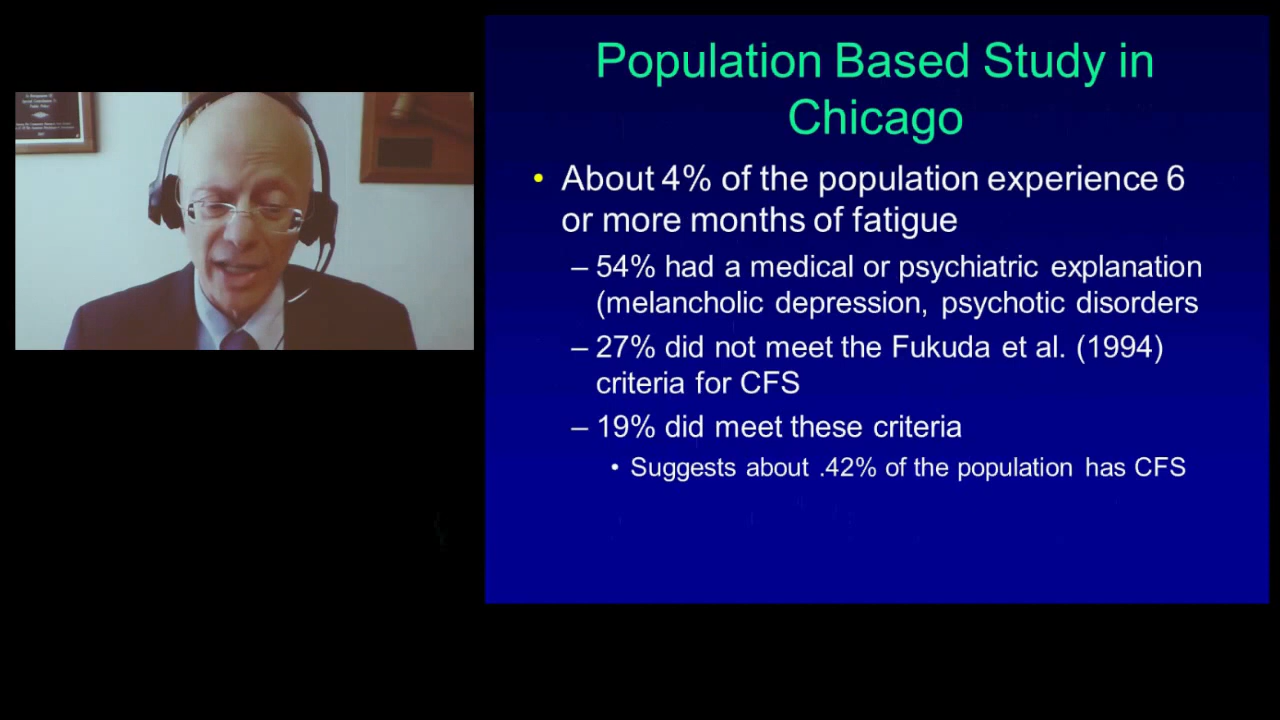 Population Based Study in
Chicago
• About 4% of the population experience 6
or more months of fatigue
– 54% had a medical or psychiatric explanation
(melancholic depression, psychotic disorders
– 27% did not meet the Fukuda et al. (1994)
criteria for CFS
– 19% did meet these criteria
• Suggests about .42% of the population has CFS